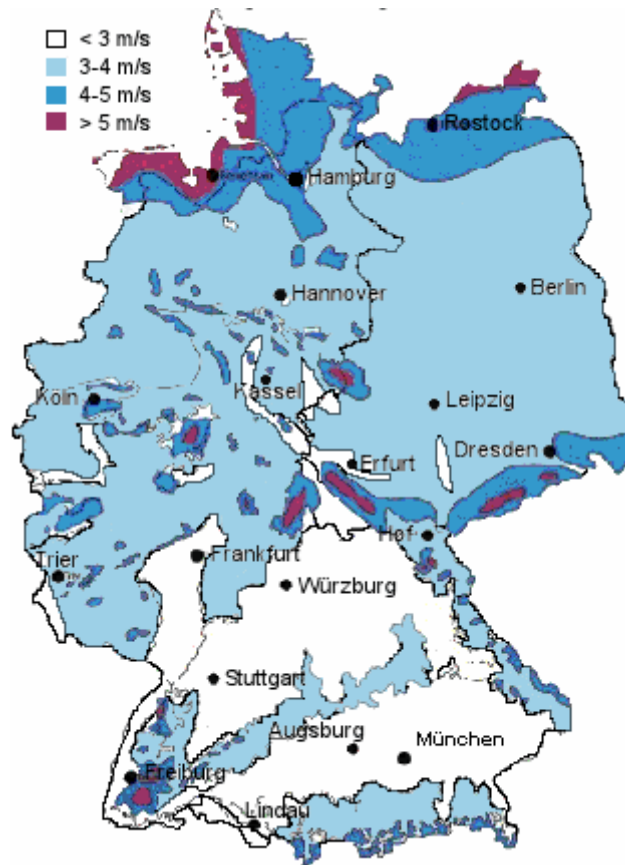 < 3 m/s
3-4 m/s
4-5 m/s
> 5 m/s
Rostock
Hamburg
Berlin
Hannover
Kassel
Köln
Leipzig
Dresden
Erfurt
Hof
Frankfurt
Trier
Würzburg
Stuttgart
Augsburg
München
Freiburg
Lindau